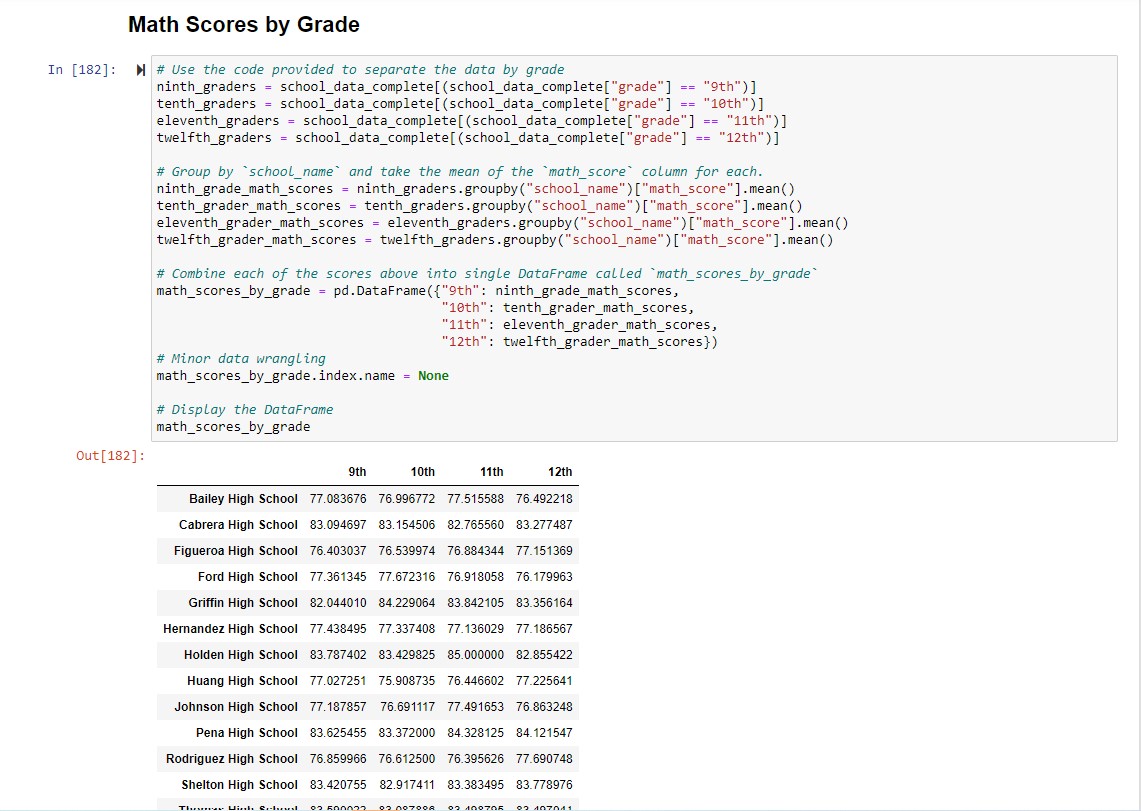 Math Scores by Grade
In [182]:
# Use the code provided to separate the data by grade
ninth_graders = school_data_complete[(school_data_complete["grade"] == "9th")]
tenth_graders = school_data_complete[(school_data_complete["grade"] == "10th")]
eleventh_graders = school_data_complete[(school_data_complete["grade"] == "11th")]
twelfth_graders = school_data_complete[(school_data_complete["grade"] == "12th")]
# Group by `school_name` and take the mean of the `math_score` column for each.
ninth_grade_math_scores = ninth_graders.groupby("school_name")["math_score"].mean()
tenth_grader_math_scores = tenth_graders.groupby("school_name")["math_score"].mean()
eleventh_grader_math_scores = eleventh_graders.groupby("school_name")["math_score"].mean()
twelfth_grader_math_scores = twelfth_graders.groupby("school_name")["math_score"].mean()
# Combine each of the scores above into single DataFrame called `math_scores_by_grade`
math_scores_by_grade = pd.DataFrame({"9th": ninth_grade_math_scores,
"10th": tenth_grader_math_scores,
"11th": eleventh_grader_math_scores,
"12th": twelfth_grader_math_scores})
# Minor data wrangling
math_scores_by_grade.index.name = None
# Display the DataFrame
math_scores_by_grade
Out[182]:
9th 10th 11th 12th
Bailey High School 77.083676 76.996772 77.515588 76.492218
Cabrera High School 83.094697 83.154506 82.765560 83.277487
Figueroa High School 76.403037 76.539974 76.884344 77.151369
Ford High School 77.361345 77.672316 76.918058 76.179963
Griffin High School 82.044010 84.229064 83.842105 83.356164
Hernandez High School 77.438495 77.337408 77.136029 77.186567
Holden High School 83.787402 83.429825 85.000000 82.855422
Huang High School 77.027251 75.908735 76.446602 77.225641
Johnson High School 77.187857 76.691117 77.491653 76.863248
Pena High School 83.625455 83.372000 84.328125 84.121547
Rodriguez High School 76.859966 76.612500 76.395626 77.690748
Shelton High School 83.420755 82.917411 83.383495 83.778976
Thomas High School